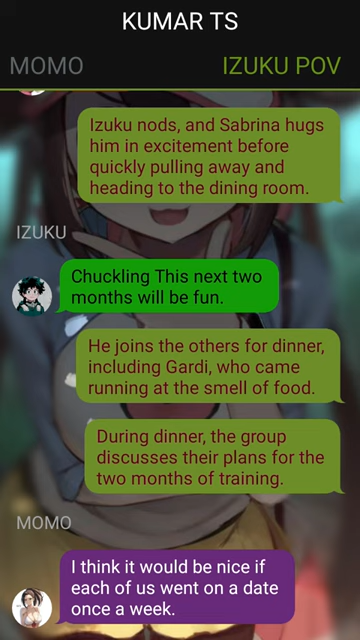 KUMAR TS
MOMO
IZUKU POV
Izuku nods, and Sabrina hugs
him in excitement before
quickly pulling away and
heading to the dining room.
IZUKU
Chuckling This next two
months will be fun.
He joins the others for dinner,
including Gardi, who came
running at the smell of food.
During dinner, the group
discusses their plans for the
two months of training.
MOMO
I think it would be nice if
each of us went on a date
once a week.